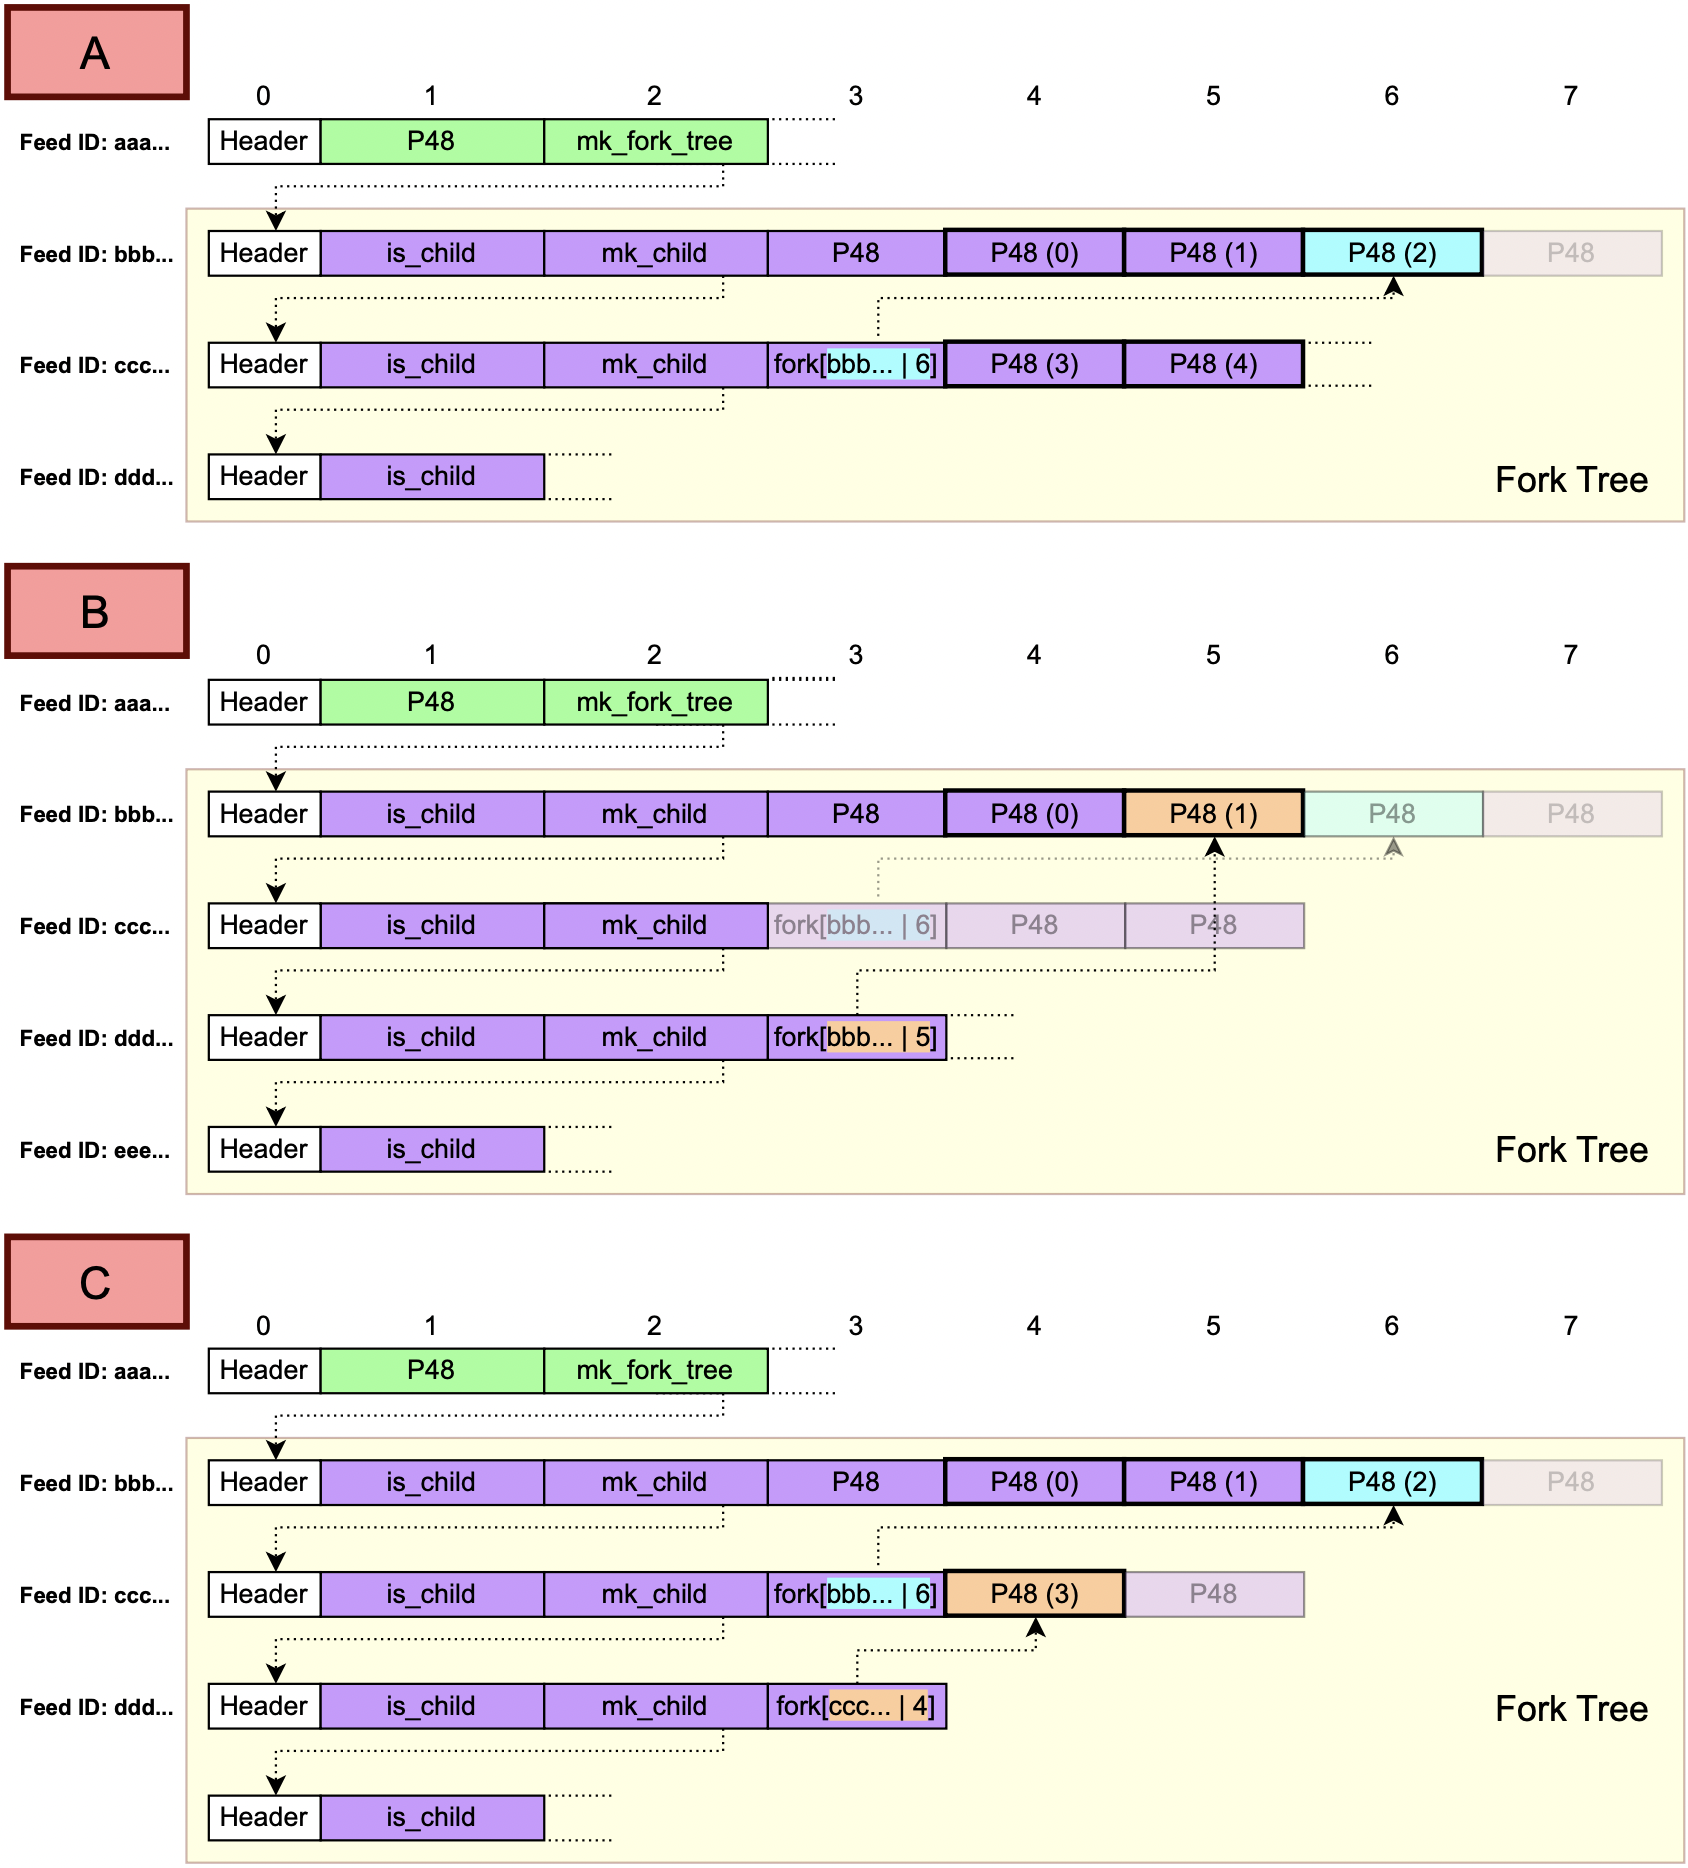 A
0 1 2 3 4 5 6 7
Feed ID: aaa... Header P48 mk_fork_tree
Feed ID: bbb... Header is_child mk_child P48 P48 (0) P48 (1) P48 (2) P48
Feed ID: ccc... Header is_child mk_child fork[bbb... | 6] P48 (3) P48 (4)
Feed ID: ddd... Header is_child Fork Tree
B
0 1 2 3 4 5 6 7
Feed ID: aaa... Header P48 mk_fork_tree
Feed ID: bbb... Header is_child mk_child P48 P48 (0) P48 (1) P48 P48
Feed ID: ccc... Header is_child mk_child fork[bbb... | 6] P48 P48
Feed ID: ddd... Header is_child mk_child fork[bbb... | 5]
Feed ID: eee... Header is_child Fork Tree
C
0 1 2 3 4 5 6 7
Feed ID: aaa... Header P48 mk_fork_tree
Feed ID: bbb... Header is_child mk_child P48 P48 (0) P48 (1) P48 (2) P48
Feed ID: ccc... Header is_child mk_child fork[bbb... | 6] P48 (3) P48
Feed ID: ddd... Header is_child mk_child fork[ccc... | 4] Fork Tree
Header is_child